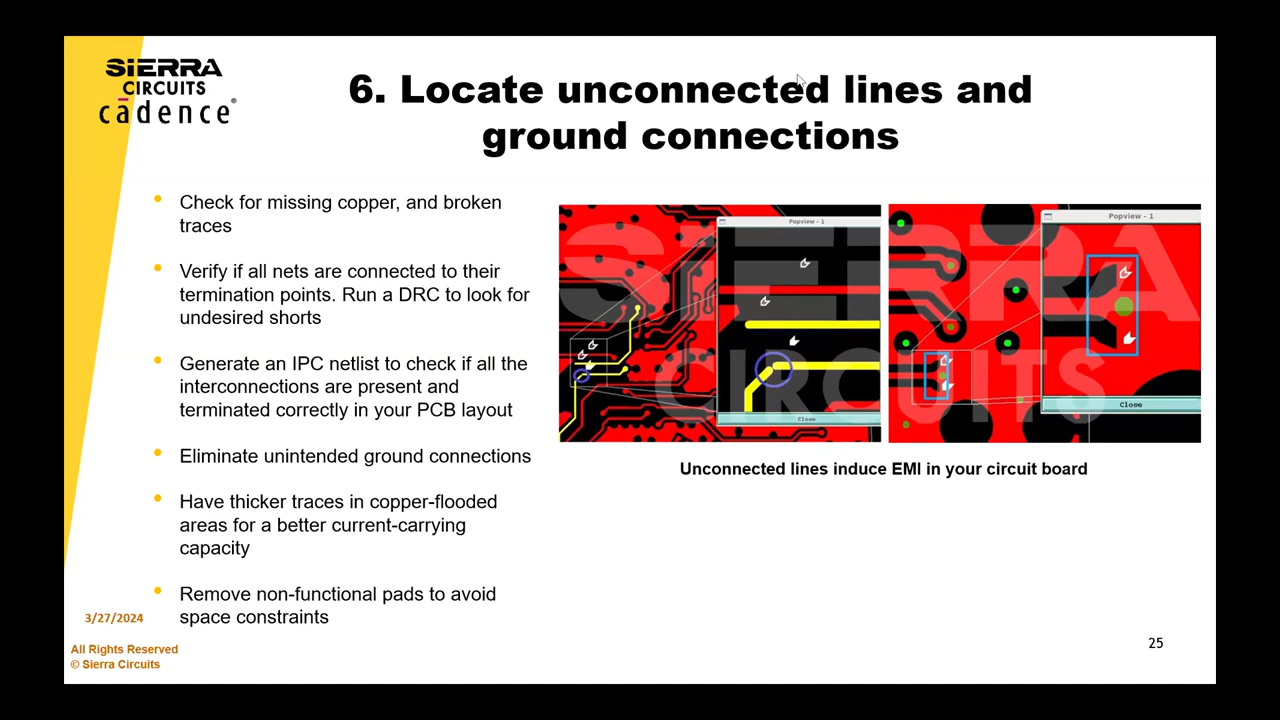 SIERRA
CIRCUITS
cādence®
6. Locate unconnected lines and
ground connections
• Check for missing copper, and broken
traces
• Verify if all nets are connected to their
termination points. Run a DRC to look for
undesired shorts
• Generate an IPC netlist to check if all the
interconnections are present and
terminated correctly in your PCB layout
• Eliminate unintended ground connections
• Have thicker traces in copper-flooded
areas for a better current-carrying
capacity
• Remove non-functional pads to avoid
space constraints
Popview - 1
Close
Popview - 1
Close
SIERRA
CIRCUITS
Unconnected lines induce EMI in your circuit board
3/27/2024
All Rights Reserved
© Sierra Circuits
25